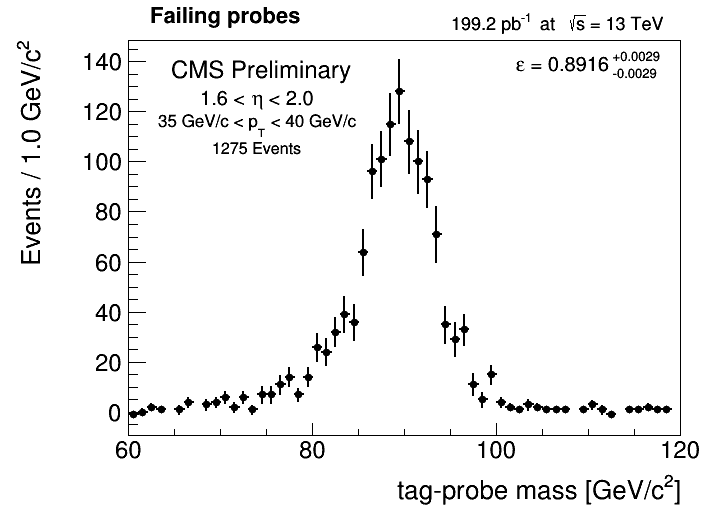 Failing probes
199.2 pb⁻¹ at √s = 13 TeV
CMS Preliminary
1.6 < η < 2.0
35 GeV/c < p_T < 40 GeV/c
1275 Events
ε = 0.8916 +0.0029 -0.0029
Events / 1.0 GeV/c²
140
120
100
80
60
40
20
0
60 80 100 120
tag-probe mass [GeV/c²]